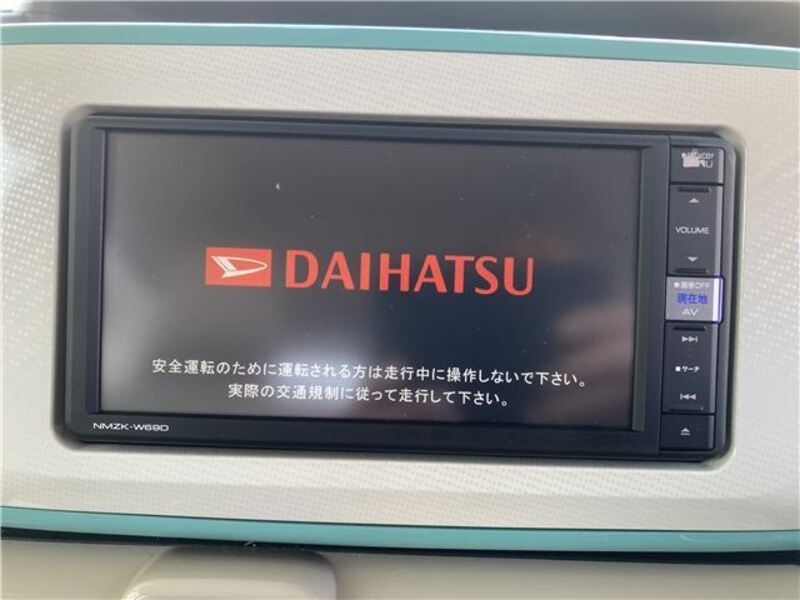 DAIHATSU
安全運転のために運転される方は走行中に操作しないで下さい。
実際の交通規制に従って走行して下さい。
NMZK-W69D
VOLUME
■画面OFF
現在地
AV
■サーチ